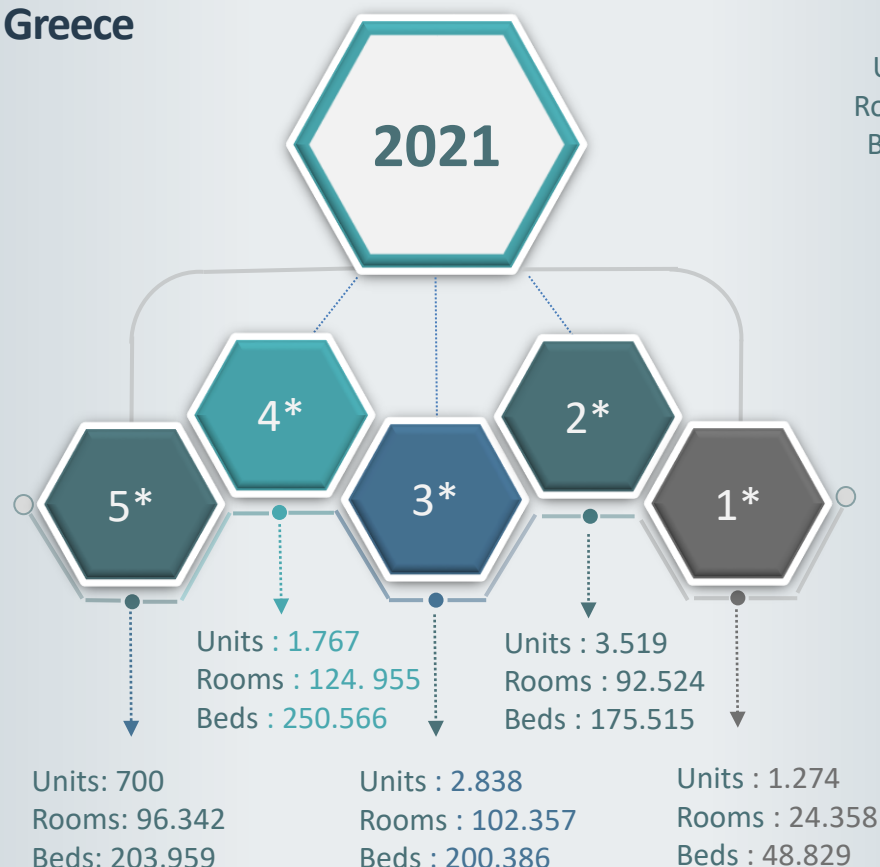 Greece
2021
4*
2*
5*
3*
1*
Units : 1.767
Rooms : 124. 955
Beds : 250.566
Units : 3.519
Rooms : 92.524
Beds : 175.515
Units: 700
Rooms: 96.342
Beds: 203.959
Units : 2.838
Rooms : 102.357
Beds : 200.386
Units : 1.274
Rooms : 24.358
Beds : 48.829